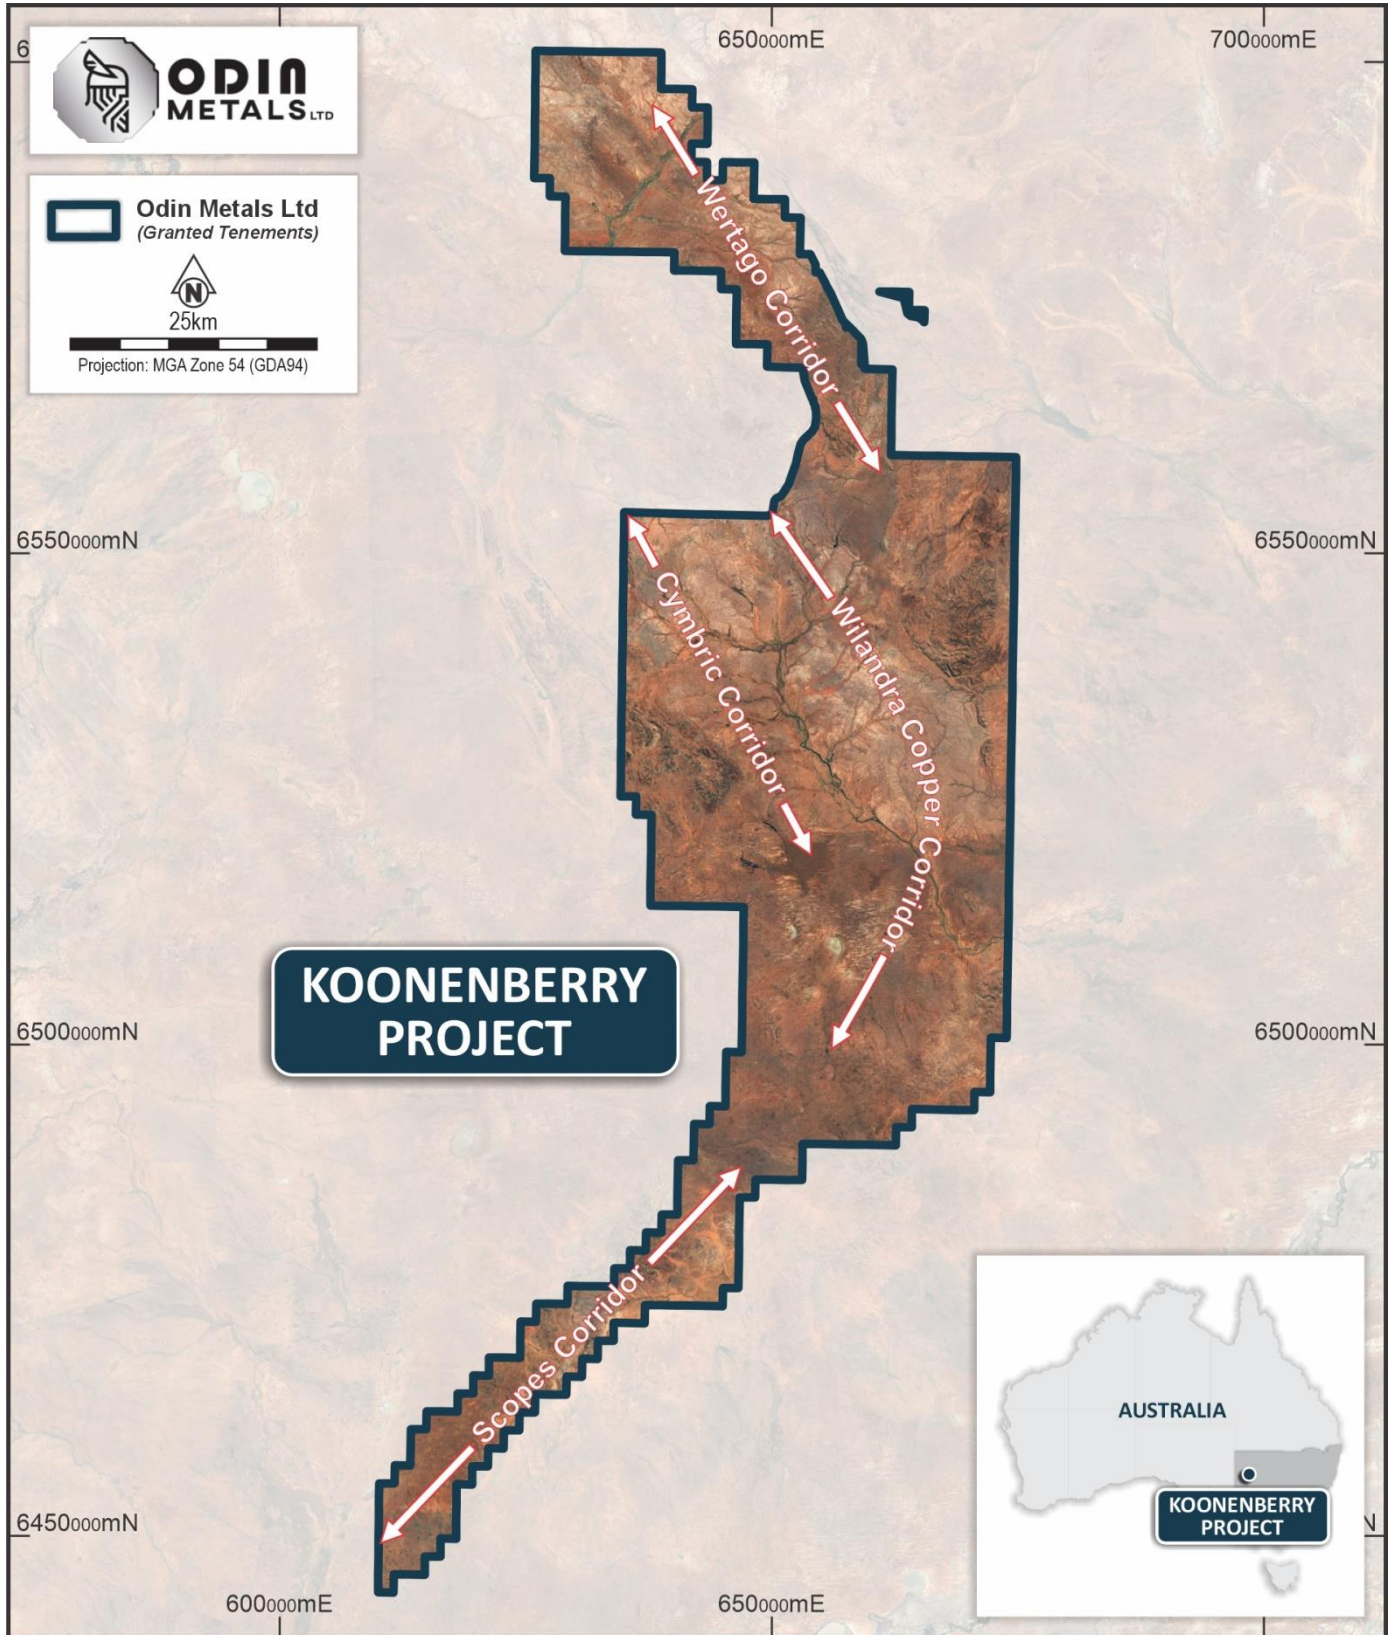 650000mE
700000mE
6
ODIN
METALS LTD
Odin Metals Ltd
(Granted Tenements)
N
25km
Projection: MGA Zone 54 (GDA94)
Wertago Corridor
6550000mN
6550000mN
Cymbric Corridor
Wilandra Copper Corridor
KOONENBERRY
PROJECT
6500000mN
6500000mN
Scopes Corridor
AUSTRALIA
KOONENBERRY
PROJECT
6450000mN
N
600000mE
650000mE